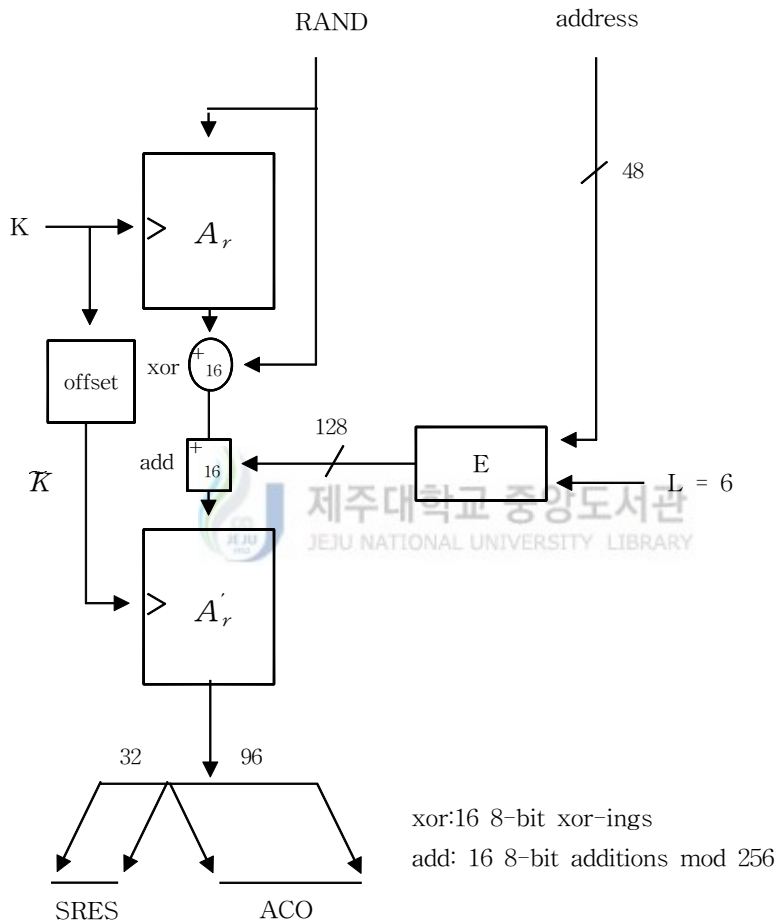 RAND
address
48
K
A_r
xor
+
16
offset
128
add
+
16
E
K̃
L = 6
제주대학교 중앙도서관
JEJU NATIONAL UNIVERSITY LIBRARY
JEJU
1952
A'_r
32
96
xor:16 8-bit xor-ings
add: 16 8-bit additions mod 256
SRES
ACO